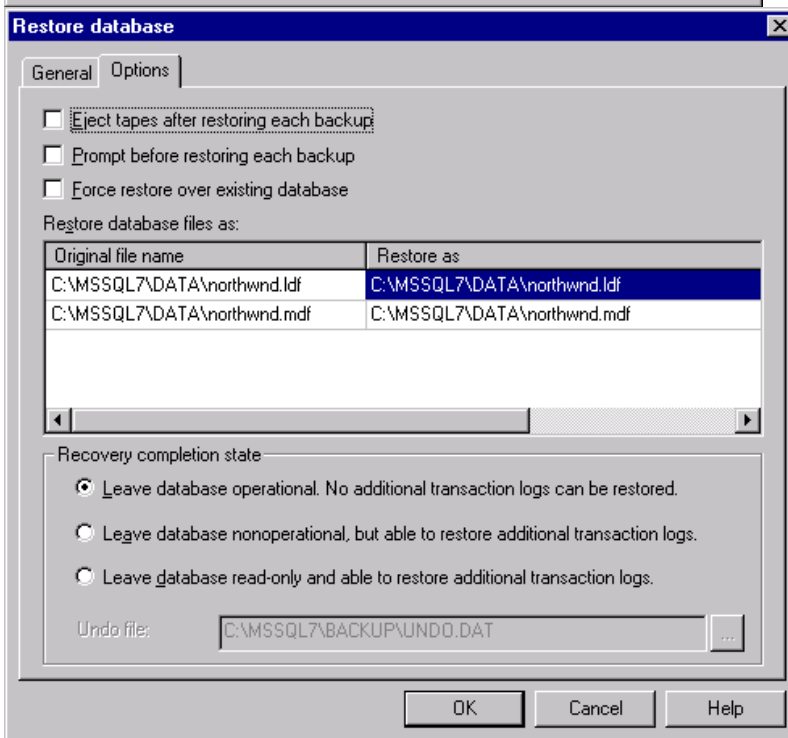 Restore database
General Options
Eject tapes after restoring each backup
Prompt before restoring each backup
Force restore over existing database
Restore database files as:
Original file name Restore as
C:\MSSQL7\DATA\northwnd.ldf C:\MSSQL7\DATA\northwnd.ldf
C:\MSSQL7\DATA\northwnd.mdf C:\MSSQL7\DATA\northwnd.mdf
Recovery completion state
Leave database operational. No additional transaction logs can be restored.
Leave database nonoperational, but able to restore additional transaction logs.
Leave database read-only and able to restore additional transaction logs.
Undo file: C:\MSSQL7\BACKUP\UNDO.DAT ...
OK Cancel Help